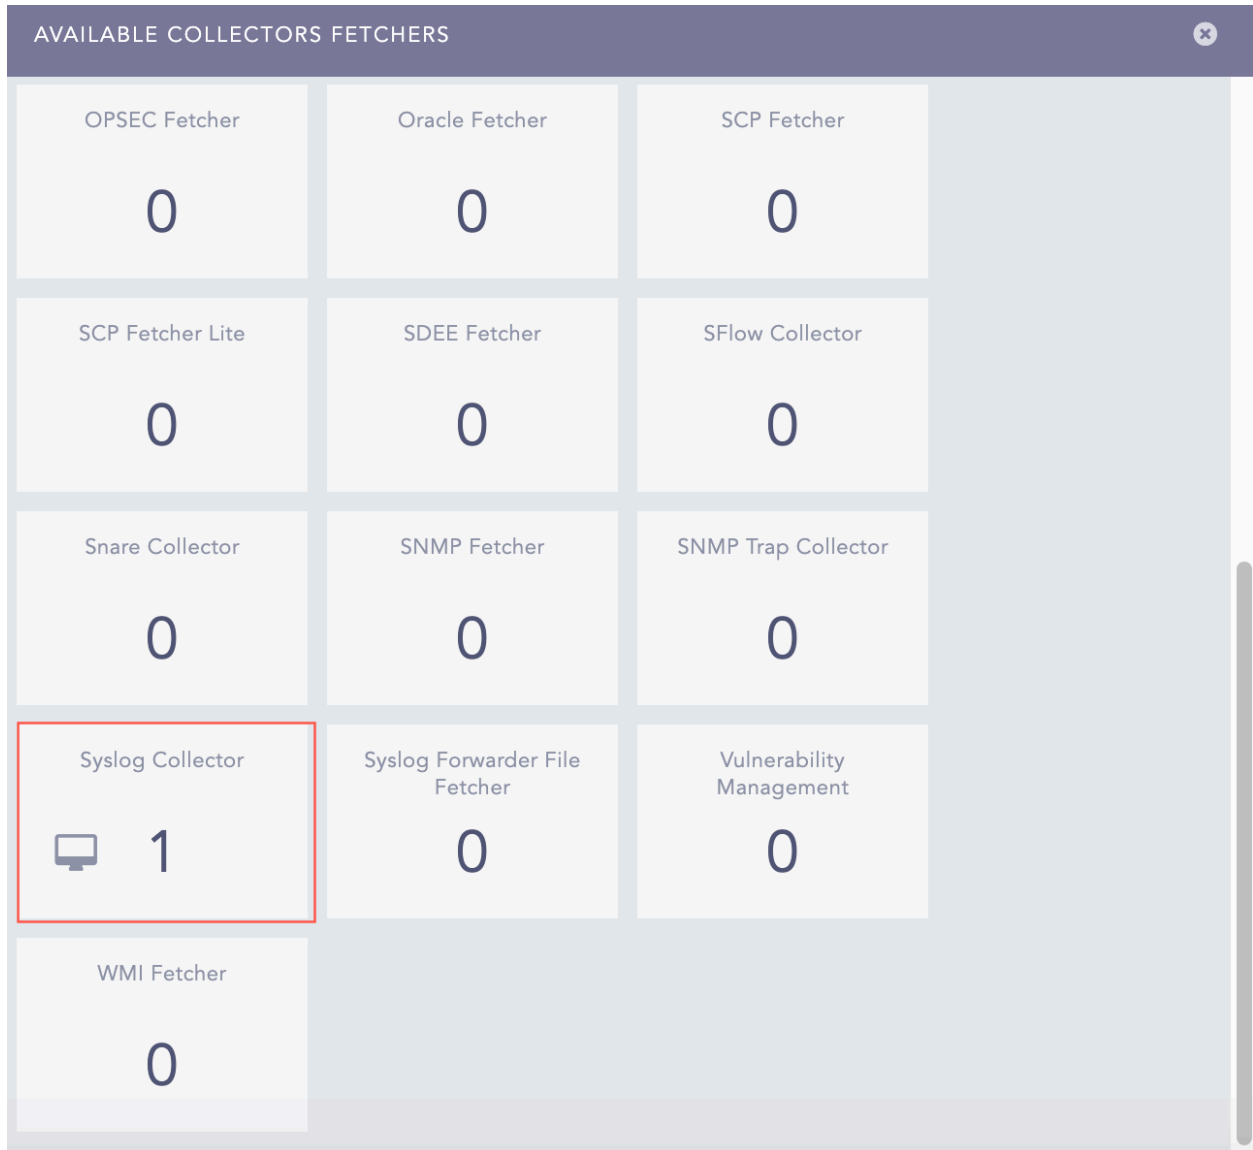 AVAILABLE COLLECTORS FETCHERS
OPSEC Fetcher
0
Oracle Fetcher
0
SCP Fetcher
0
SCP Fetcher Lite
0
SDEE Fetcher
0
SFlow Collector
0
Snare Collector
0
SNMP Fetcher
0
SNMP Trap Collector
0
Syslog Collector
1
Syslog Forwarder File
Fetcher
0
Vulnerability
Management
0
WMI Fetcher
0